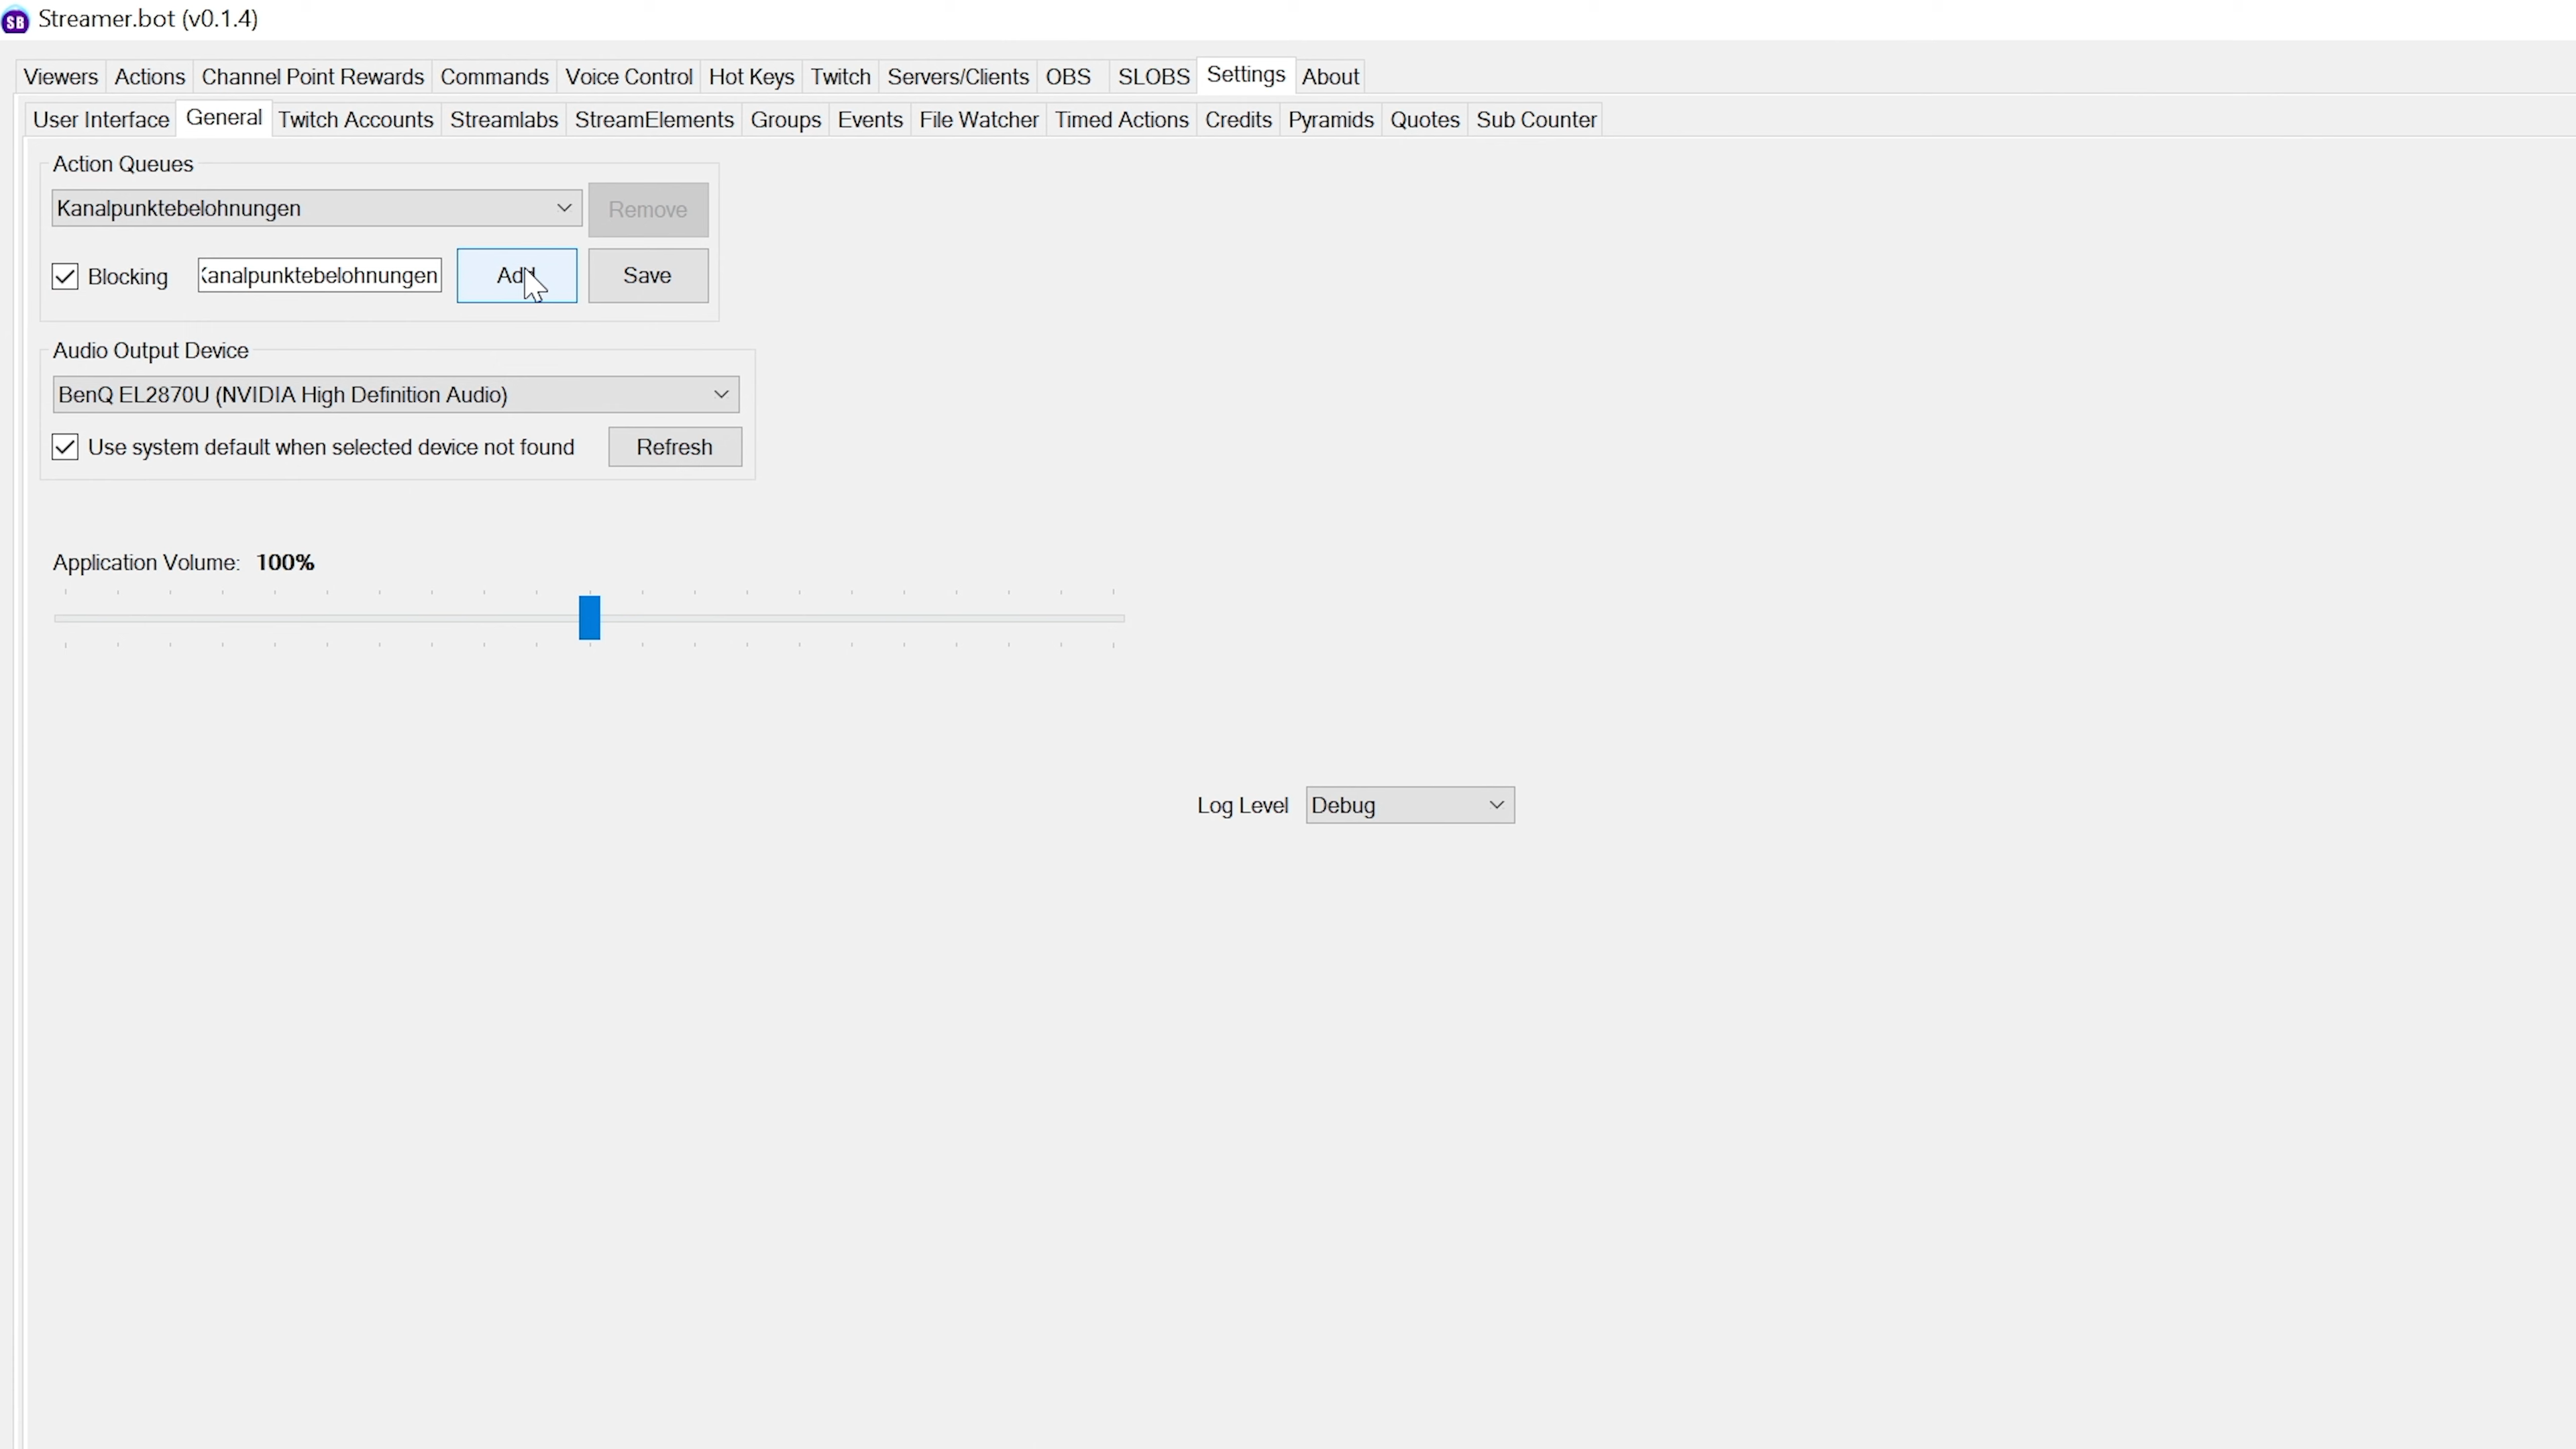 SB Streamer.bot (v0.1.4)
Viewers Actions Channel Point Rewards Commands Voice Control Hot Keys Twitch Servers/Clients OBS SLOBS Settings About
User Interface General Twitch Accounts Streamlabs StreamElements Groups Events File Watcher Timed Actions Credits Pyramids Quotes Sub Counter
Action Queues
Kanalpunktebelohnungen Remove
Blocking Kanalpunktebelohnungen Add Save
Audio Output Device
BenQ EL2870U (NVIDIA High Definition Audio)
Use system default when selected device not found Refresh
Application Volume: 100%
Log Level Debug